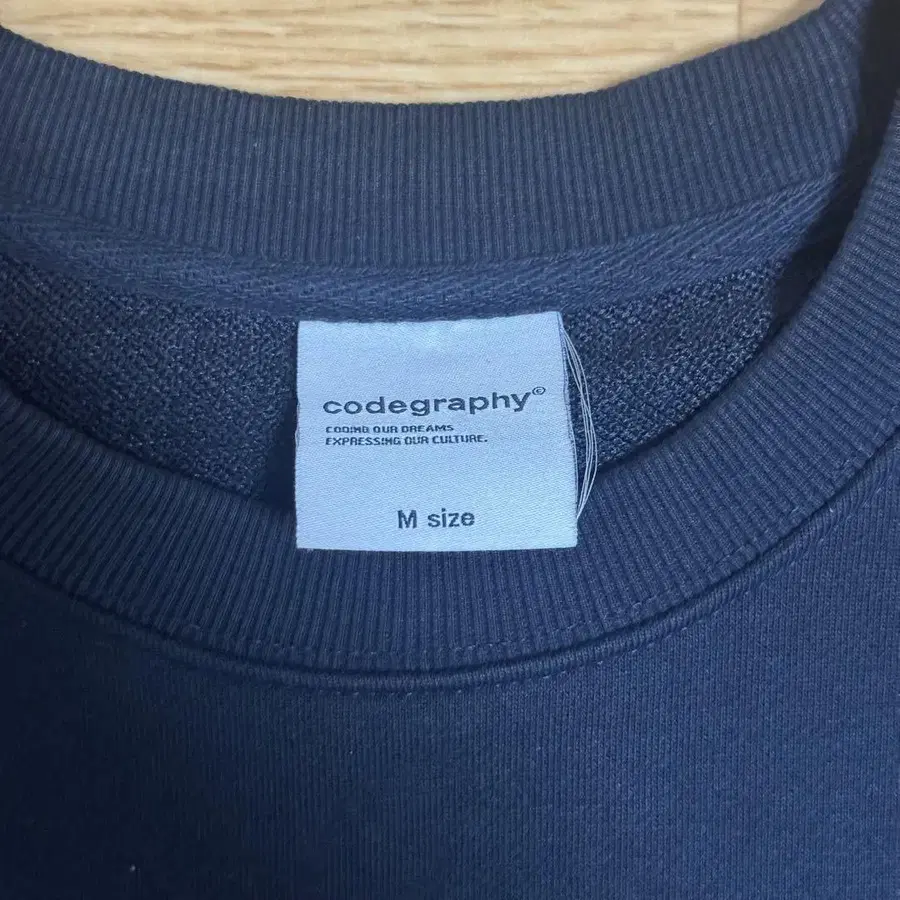 codegraphy©
CODING OUR DREAMS
EXPRESSING OUR CULTURE.
M size